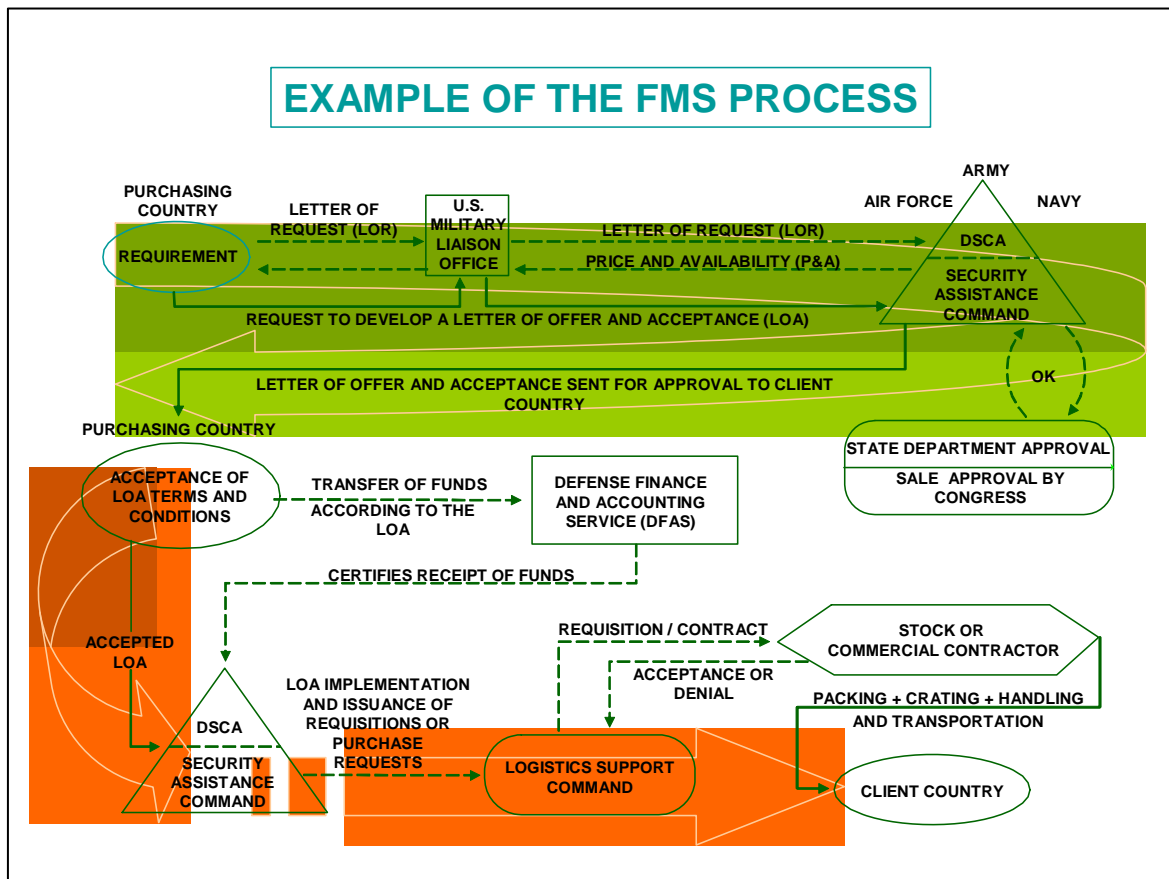 EXAMPLE OF THE FMS PROCESS
ARMY
AIR FORCE
NAVY
PURCHASING
COUNTRY
REQUIREMENT
LETTER OF
REQUEST (LOR)
U.S.
MILITARY
LIAISON
OFFICE
LETTER OF REQUEST (LOR)
PRICE AND AVAILABILITY (P&A)
DSCA
SECURITY
ASSISTANCE
COMMAND
REQUEST TO DEVELOP A LETTER OF OFFER AND ACCEPTANCE (LOA)
LETTER OF OFFER AND ACCEPTANCE SENT FOR APPROVAL TO CLIENT
COUNTRY
OK
STATE DEPARTMENT APPROVAL
SALE APPROVAL BY
CONGRESS
PURCHASING COUNTRY
ACCEPTANCE OF
LOA TERMS AND
CONDITIONS
TRANSFER OF FUNDS
ACCORDING TO THE
LOA
DEFENSE FINANCE
AND ACCOUNTING
SERVICE (DFAS)
CERTIFIES RECEIPT OF FUNDS
ACCEPTED
LOA
DSCA
SECURITY
ASSISTANCE
COMMAND
LOA IMPLEMENTATION
AND ISSUANCE OF
REQUISITIONS OR
PURCHASE
REQUESTS
REQUISITION / CONTRACT
ACCEPTANCE OR
DENIAL
STOCK OR
COMMERCIAL CONTRACTOR
PACKING + CRATING + HANDLING
AND TRANSPORTATION
LOGISTICS SUPPORT
COMMAND
CLIENT COUNTRY